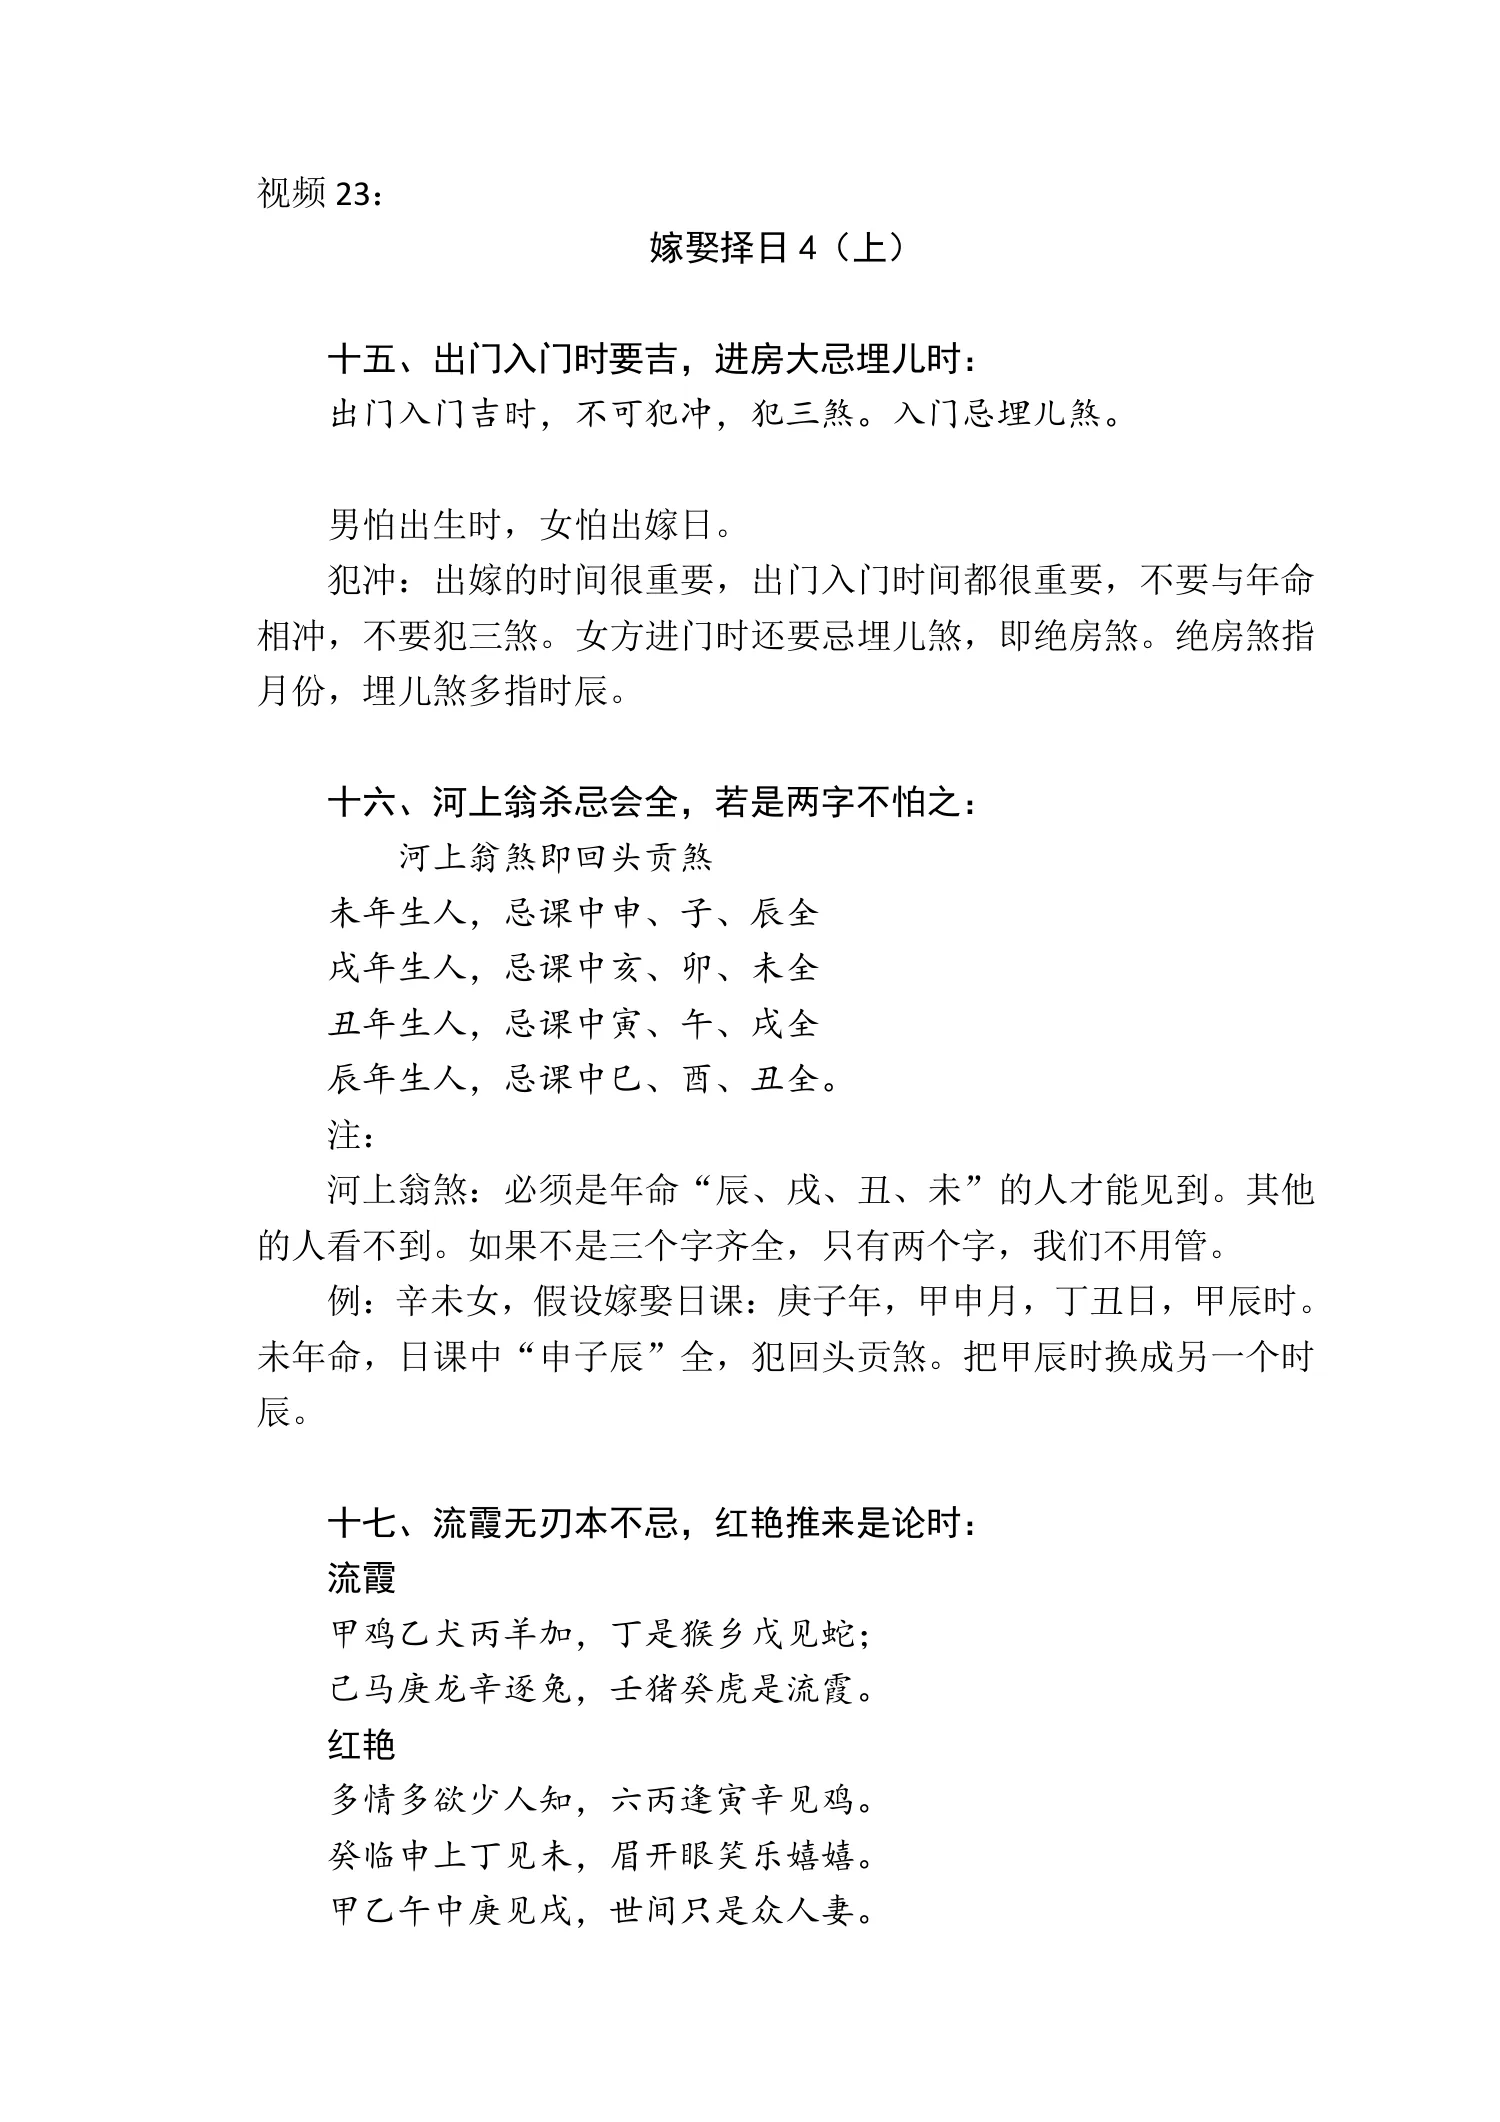 视频 23：
嫁娶择日 4（上）
十五、出门入门时要吉，进房大忌埋儿时：
出门入门吉时，不可犯冲，犯三煞。入门忌埋儿煞。
男怕出生时，女怕出嫁日。
犯冲：出嫁的时间很重要，出门入门时间都很重要，不要与年命
相冲，不要犯三煞。女方进门时还要忌埋儿煞，即绝房煞。绝房煞指
月份，埋儿煞多指时辰。
十六、河上翁杀忌会全，若是两字不怕之：
河上翁煞即回头贡煞
未年生人，忌课中申、子、辰全
戌年生人，忌课中亥、卯、未全
丑年生人，忌课中寅、午、戌全
辰年生人，忌课中巳、酉、丑全。
注：
河上翁煞：必须是年命“辰、戌、丑、未”的人才能见到。其他
的人看不到。如果不是三个字齐全，只有两个字，我们不用管。
例：辛未女，假设嫁娶日课：庚子年，甲申月，丁丑日，甲辰时。
未年命，日课中“申子辰”全，犯回头贡煞。把甲辰时换成另一个时
辰。
十七、流霞无刃本不忌，红艳推来是论时：
流霞
甲鸡乙犬丙羊加，丁是猴乡戊见蛇；
己马庚龙辛逐兔，壬猪癸虎是流霞。
红艳
多情多欲少人知，六丙逢寅辛见鸡。
癸临申上丁见未，眉开眼笑乐嬉嬉。
甲乙午中庚见戌，世间只是众人妻。